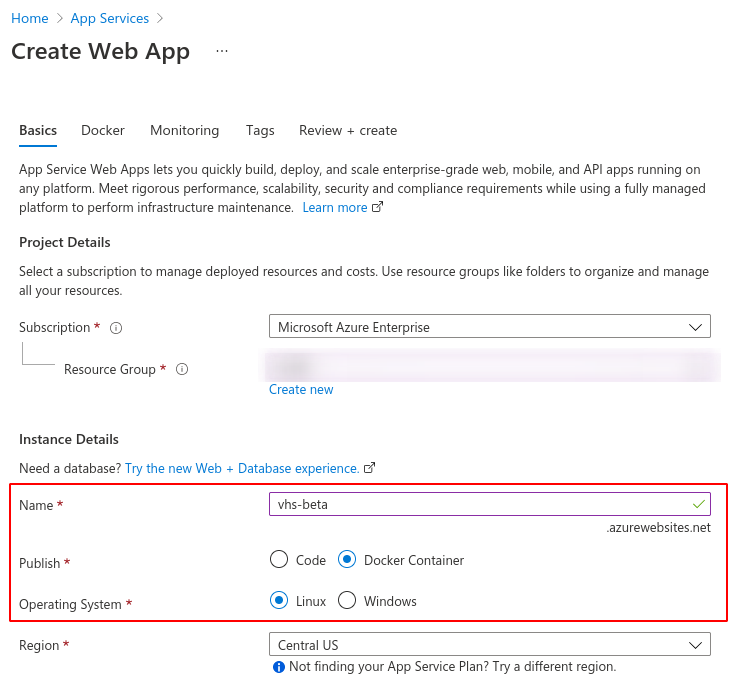 Home > App Services >
Create Web App ...
Basics Docker Monitoring Tags Review + create
App Service Web Apps lets you quickly build, deploy, and scale enterprise-grade web, mobile, and API apps running on
any platform. Meet rigorous performance, scalability, security and compliance requirements while using a fully managed
platform to perform infrastructure maintenance. Learn more
Project Details
Select a subscription to manage deployed resources and costs. Use resource groups like folders to organize and manage
all your resources.
Subscription * Microsoft Azure Enterprise
Resource Group *
Create new
Instance Details
Need a database? Try the new Web + Database experience.
Name * vhs-beta
.azurewebsites.net
Publish * Code Docker Container
Operating System * Linux Windows
Region * Central US
Not finding your App Service Plan? Try a different region.